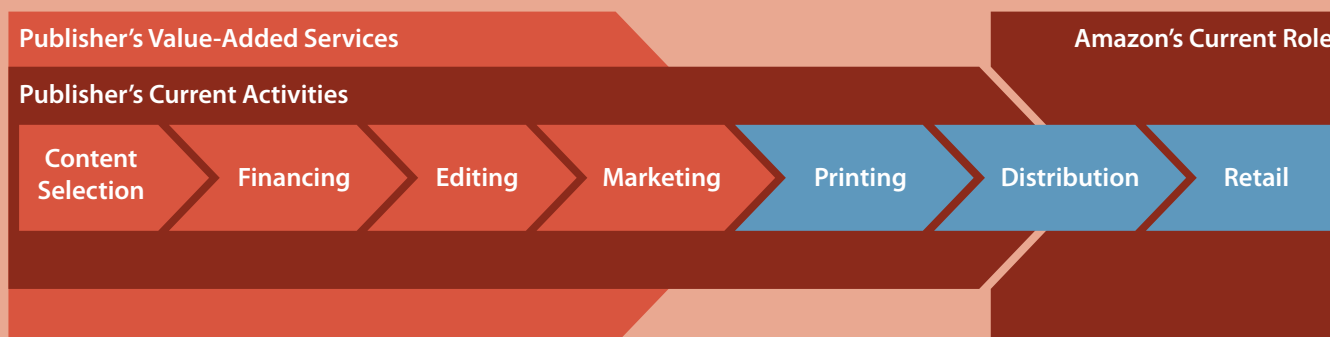 Publisher's Value-Added Services
Amazon's Current Role
Publisher's Current Activities
Content
Selection
Financing
Editing
Marketing
Printing
Distribution
Retail